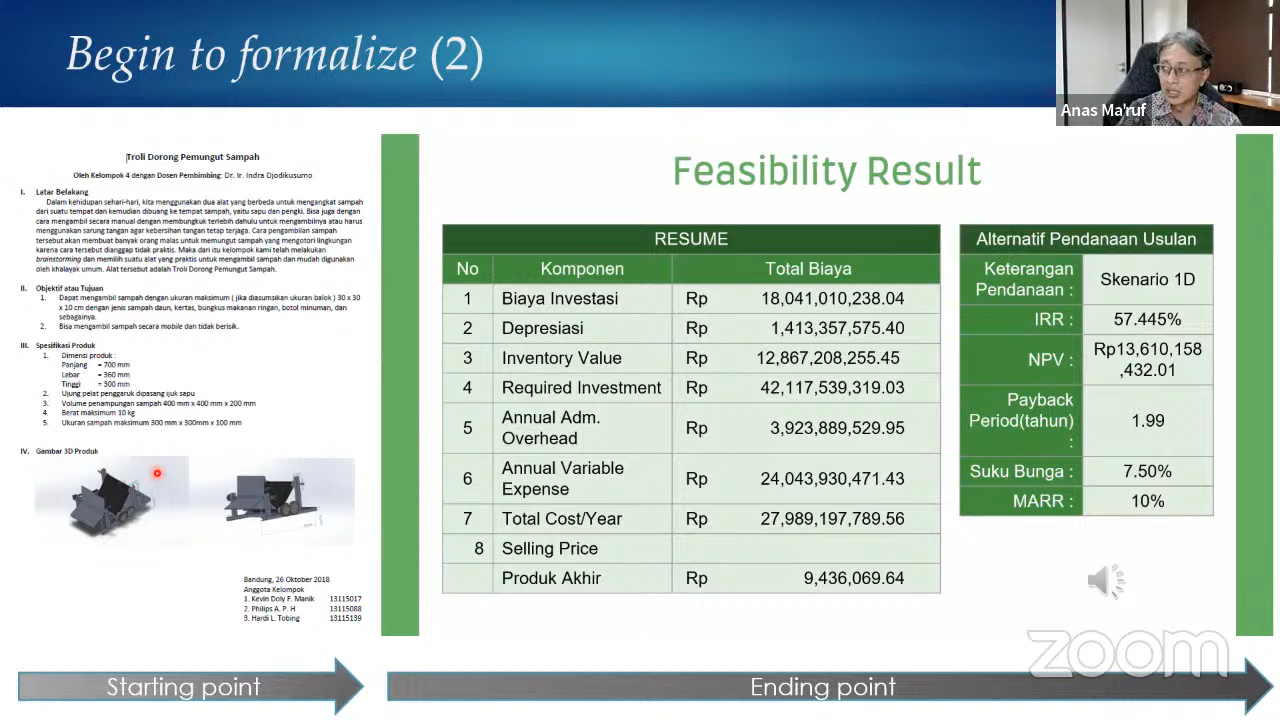 Begin to formalize (2)
Anas Ma'ruf
Troli Dorong Pemungut Sampah
Oleh Kelompok 4 dengan Dosen Pembimbing: Dr. Ir. Indra Djodikusumo
I. Latar Belakang
Dalam kehidupan sehari-hari, kita menggunakan dua alat yang berbeda untuk mengangkat sampah
dari suatu tempat dan kemudian dibuang ke tempat sampah, yaitu sapu dan pengki. Bisa juga dengan
cara mengambil secara manual dengan membungkuk terlebih dahulu untuk mengambilnya atau harus
menggunakan sarung tangan agar kebersihan tangan tetap terjaga. Cara pengambilan sampah
tersebut akan membuat banyak orang malas untuk memungut sampah yang mengotori lingkungan
karena cara tersebut dianggap tidak praktis. Maka dari itu kelompok kami telah melakukan
brainstorming dan memilih suatu alat yang praktis untuk mengambil sampah dan mudah digunakan
oleh khalayak umum. Alat tersebut adalah Troli Dorong Pemungut Sampah.
II. Objektif atau Tujuan
1. Dapat mengambil sampah dengan ukuran maksimum ( jika diasumsikan ukuran balok ) 30 x 30
x 10 cm dengan jenis sampah daun, kertas, bungkus makanan ringan, botol minuman, dan
sebagainya.
2. Bisa mengambil sampah secara mobile dan tidak berisik.
III. Spesifikasi Produk
1. Dimensi produk :
Panjang = 700 mm
Lebar = 360 mm
Tinggi = 300 mm
2. Ujung pelat penggaruk dipasang ijuk sapu
3. Volume penampungan sampah 400 mm x 400 mm x 200 mm
4. Berat maksimum 10 kg
5. Ukuran sampah maksimum 300 mm x 300mm x 100 mm
IV. Gambar 3D Produk
Bandung, 26 Oktober 2018
Anggota Kelompok
1. Kevin Doly F. Manik 13115017
2. Philips A. P. H 13115088
3. Hardi L. Tobing 13115139
Feasibility Result
RESUME
No Komponen Total Biaya
1 Biaya Investasi Rp 18,041,010,238.04
2 Depresiasi Rp 1,413,357,575.40
3 Inventory Value Rp 12,867,208,255.45
4 Required Investment Rp 42,117,539,319.03
5 Annual Adm. Overhead Rp 3,923,889,529.95
6 Annual Variable Expense Rp 24,043,930,471.43
7 Total Cost/Year Rp 27,989,197,789.56
8 Selling Price
Produk Akhir Rp 9,436,069.64
Alternatif Pendanaan Usulan
Keterangan Pendanaan : Skenario 1D
IRR : 57.445%
NPV : Rp13,610,158
,432.01
Payback Period(tahun) : 1.99
Suku Bunga : 7.50%
MARR : 10%
zoom
Starting point
Ending point